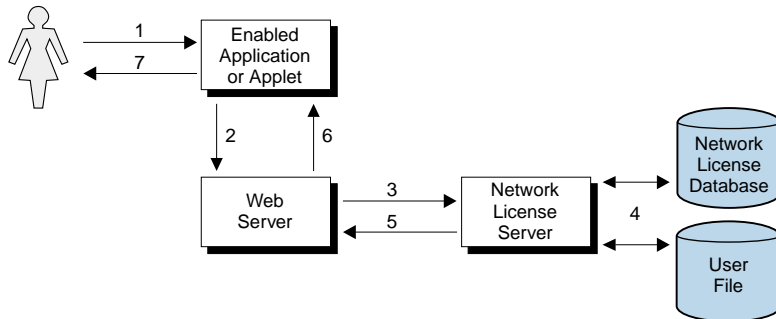 1
7
Enabled
Application
or Applet
2
6
Web
Server
3
5
Network
License
Server
4
Network
License
Database
User
File